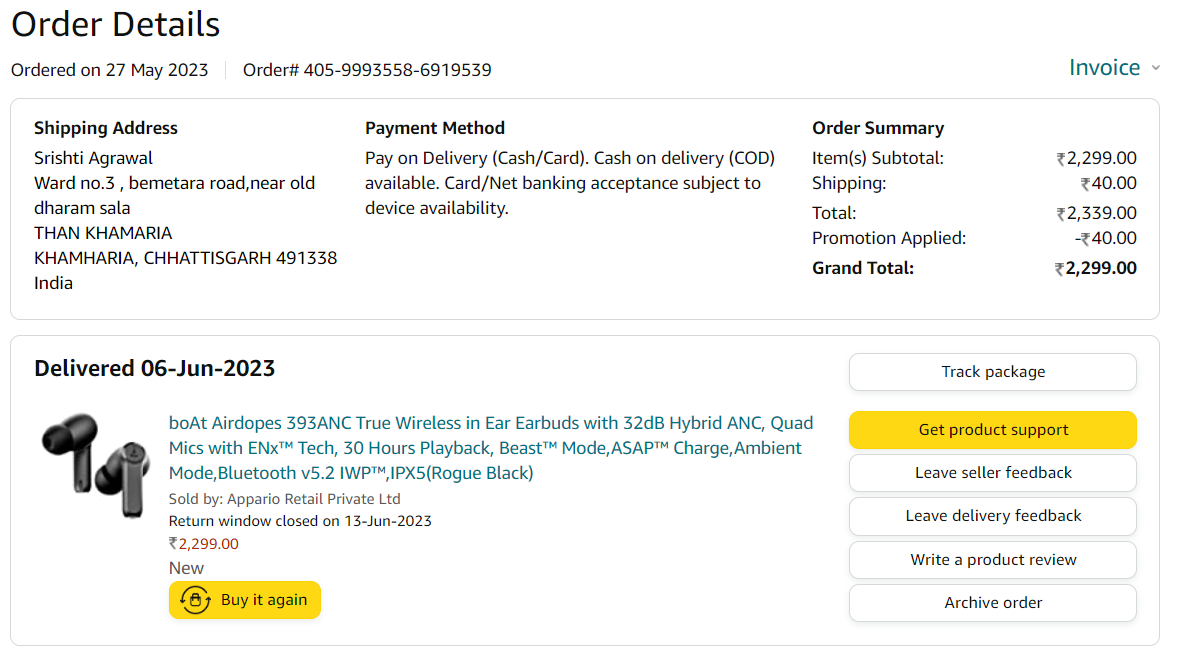 Order Details
Ordered on 27 May 2023
Order# 405-9993558-6919539
Invoice
Shipping Address
Srishti Agrawal
Ward no.3 , bemetara road,near old
dharam sala
THAN KHAMARIA
KHAMHARIA, CHHATTISGARH 491338
India
Payment Method
Pay on Delivery (Cash/Card). Cash on delivery (COD)
available. Card/Net banking acceptance subject to
device availability.
Order Summary
Item(s) Subtotal: ₹2,299.00
Shipping: ₹40.00
Total: ₹2,339.00
Promotion Applied: -₹40.00
Grand Total: ₹2,299.00
Delivered 06-Jun-2023
boAt Airdopes 393ANC True Wireless in Ear Earbuds with 32dB Hybrid ANC, Quad
Mics with ENx™ Tech, 30 Hours Playback, Beast™ Mode,ASAP™ Charge,Ambient
Mode,Bluetooth v5.2 IWP™,IPX5(Rogue Black)
Sold by: Appario Retail Private Ltd
Return window closed on 13-Jun-2023
₹2,299.00
New
Buy it again
Track package
Get product support
Leave seller feedback
Leave delivery feedback
Write a product review
Archive order